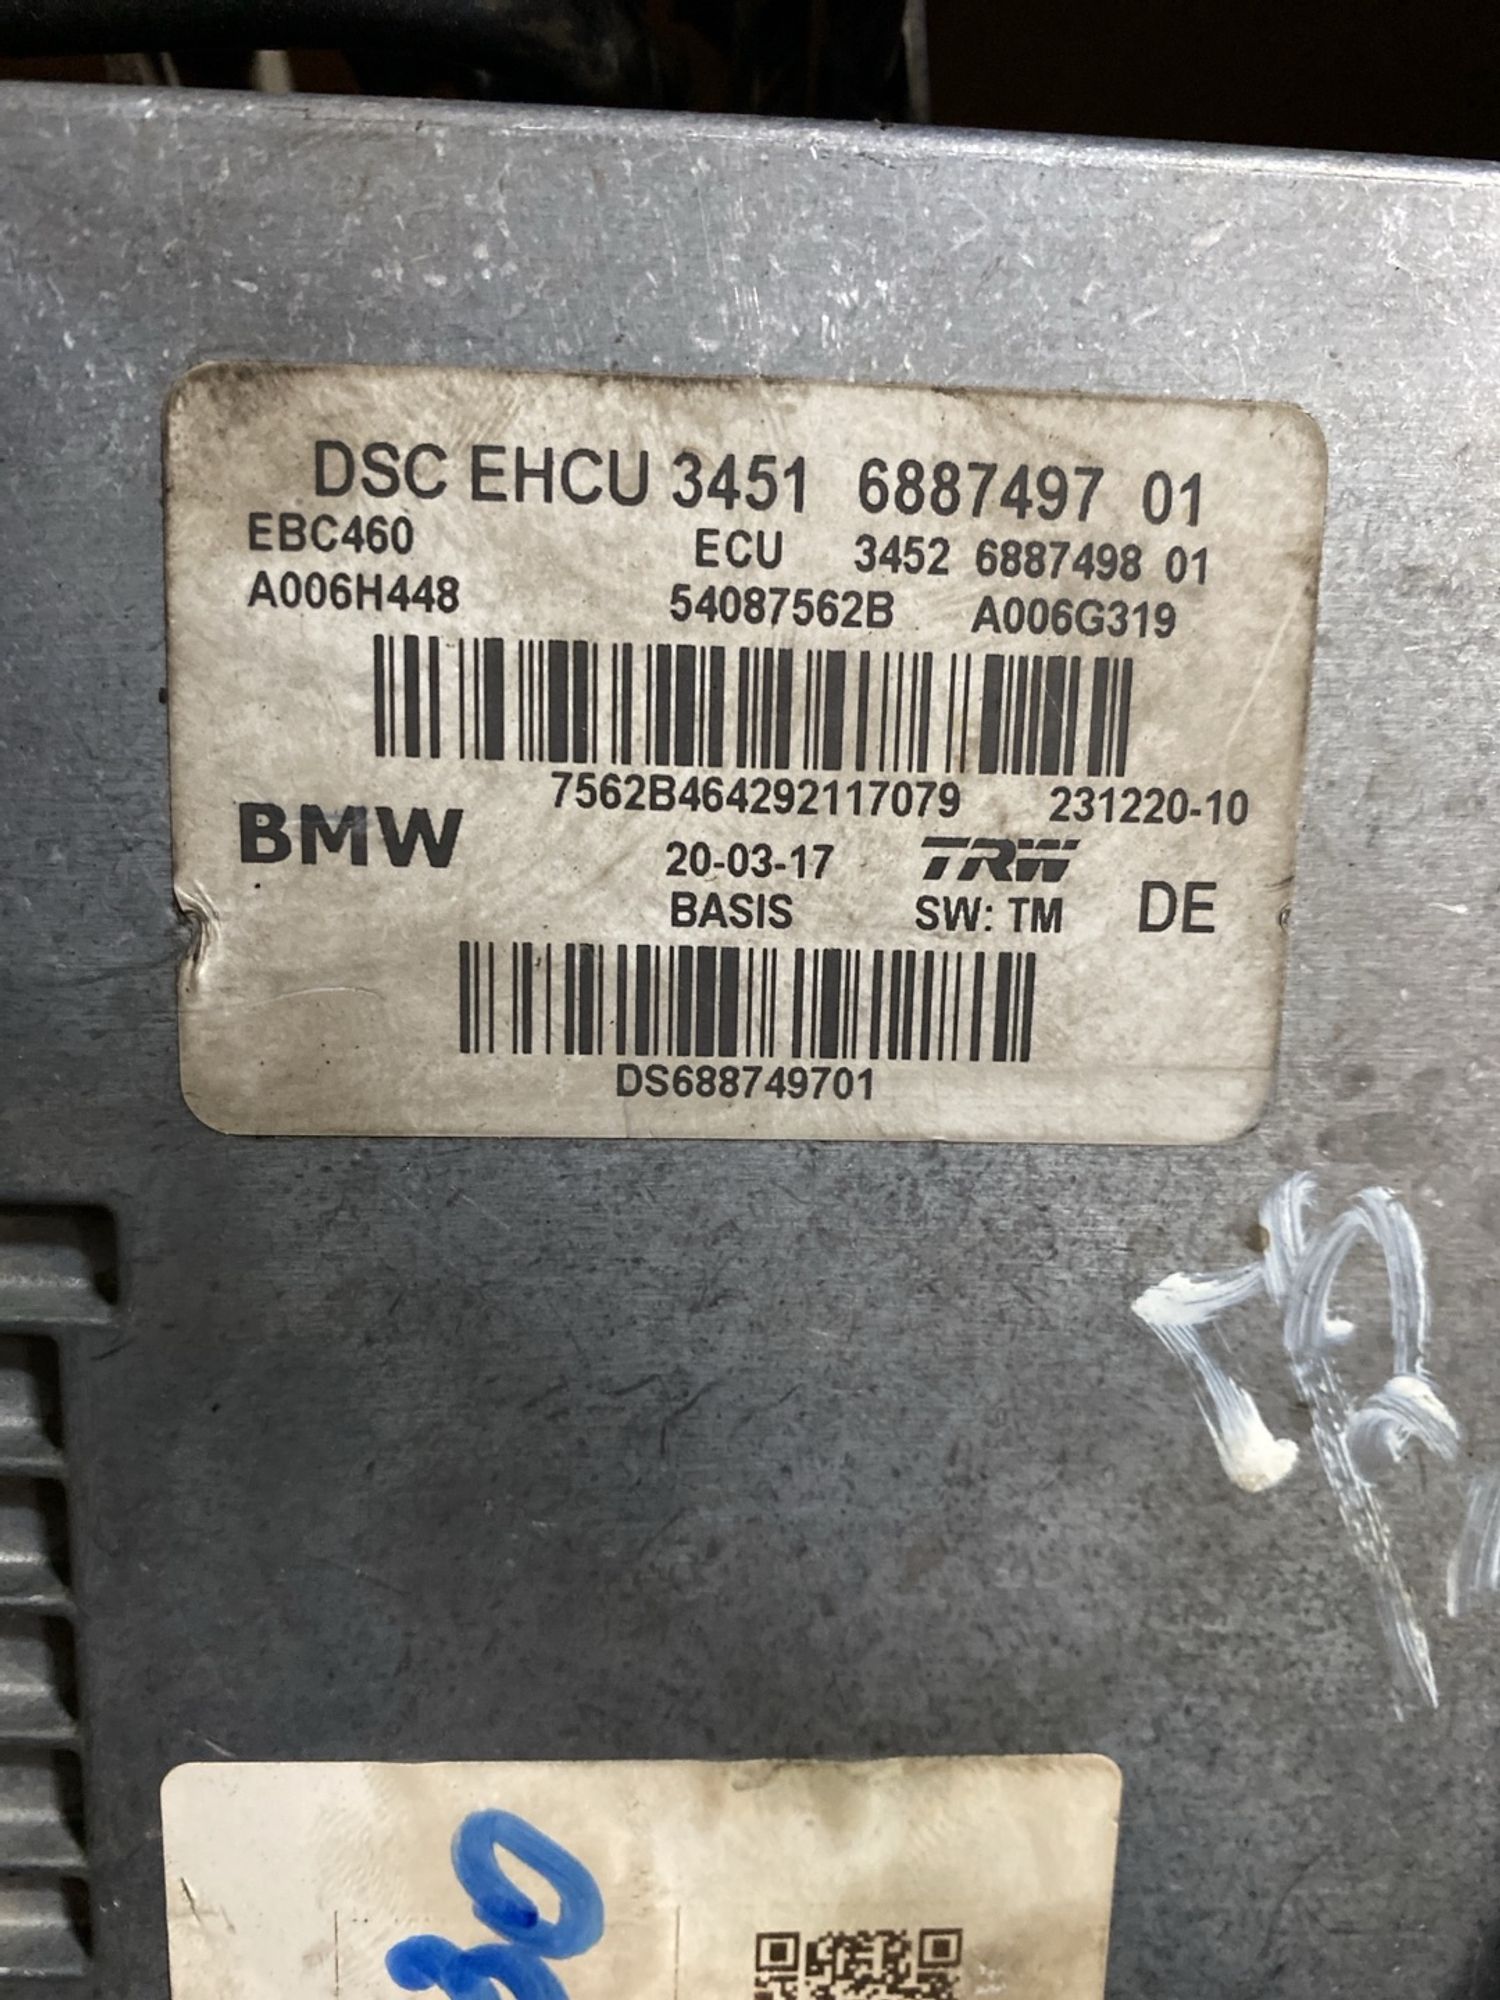 DSC EHCU 3451 6887497 01
EBC460 ECU 3452 6887498 01
A006H448 54087562B A006G319
7562B464292117079 231220-10
BMW 20-03-17 TRW
BASIS SW: TM DE
DS688749701